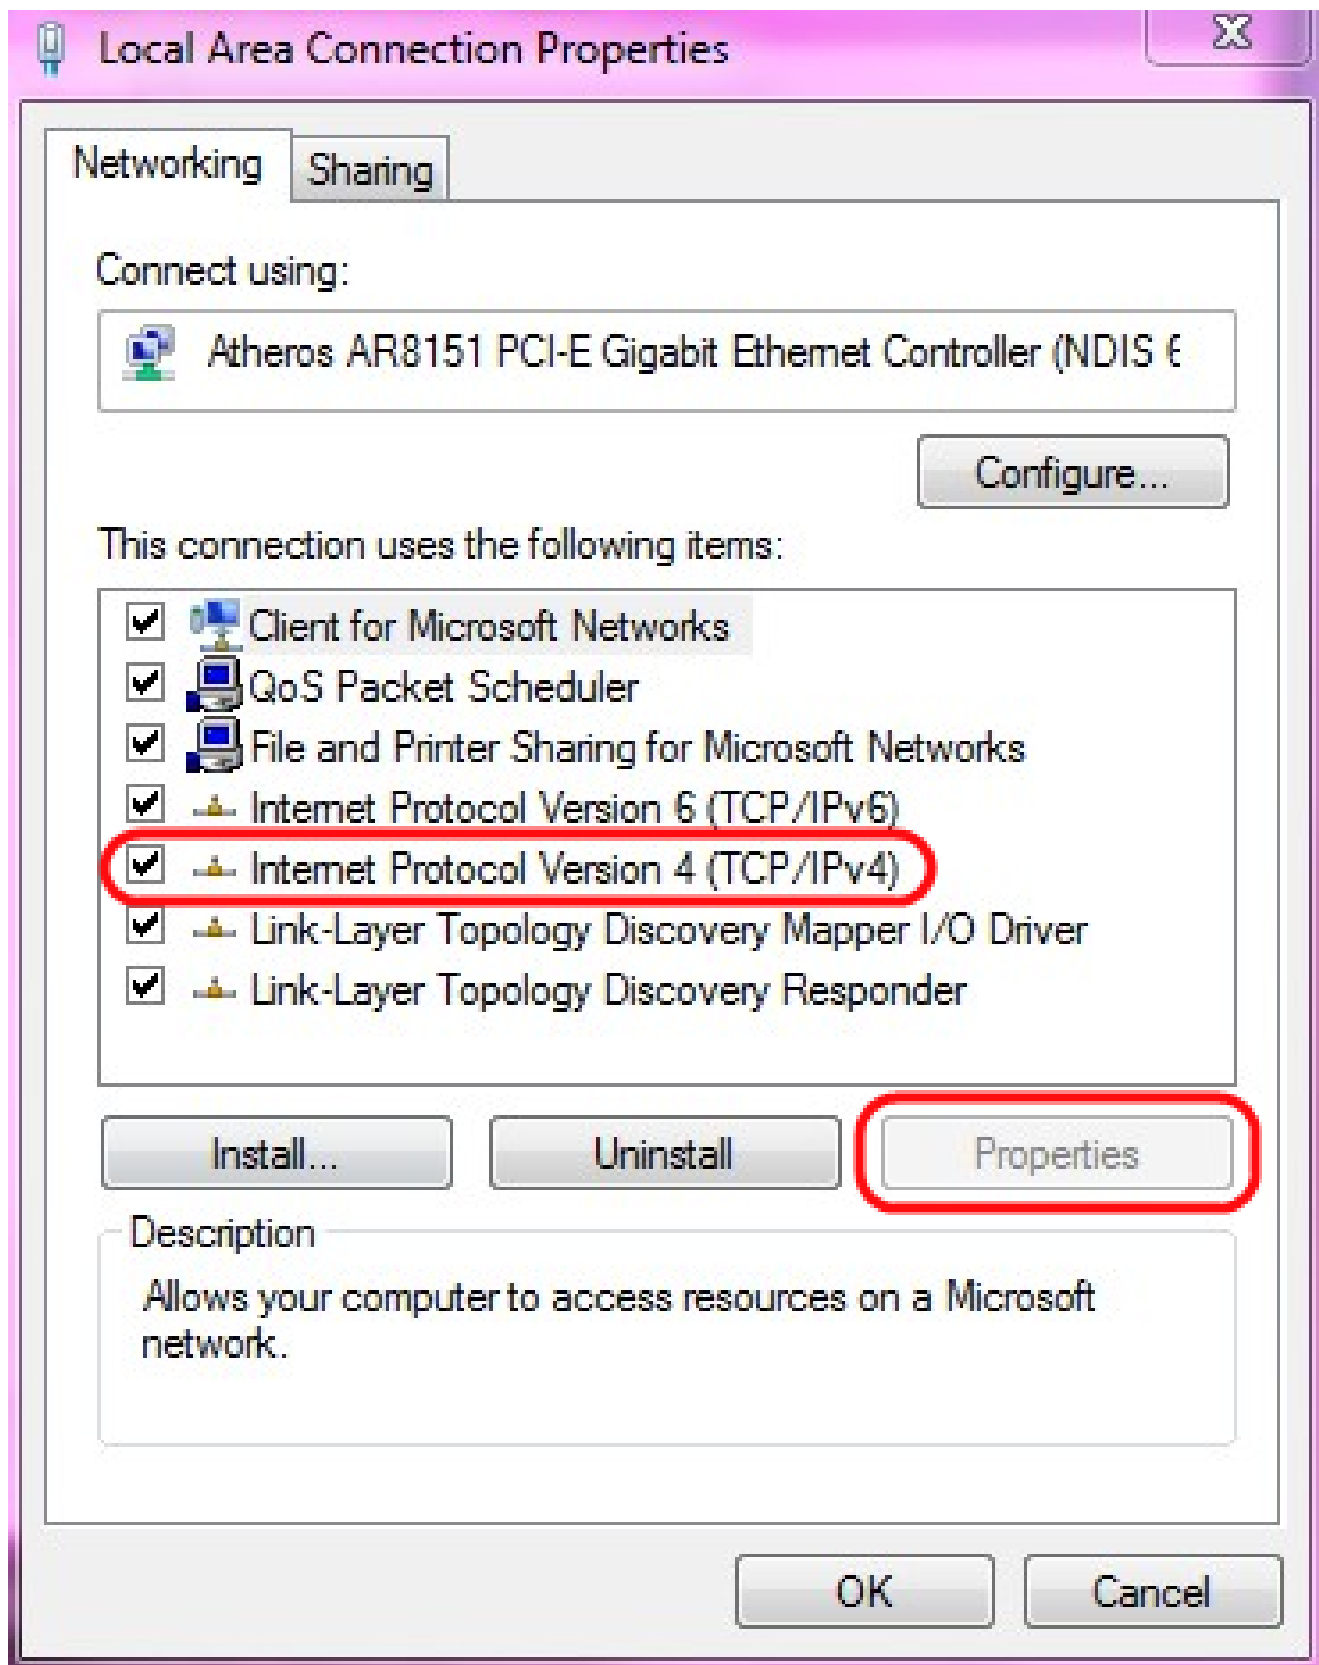 Local Area Connection Properties
X
Networking
Sharing
Connect using:
Atheros AR8151 PCI-E Gigabit Ethernet Controller (NDIS 6
Configure...
This connection uses the following items:
Client for Microsoft Networks
QoS Packet Scheduler
File and Printer Sharing for Microsoft Networks
Internet Protocol Version 6 (TCP/IPv6)
Internet Protocol Version 4 (TCP/IPv4)
Link-Layer Topology Discovery Mapper I/O Driver
Link-Layer Topology Discovery Responder
Install...
Uninstall
Properties
Description
Allows your computer to access resources on a Microsoft
network.
OK
Cancel